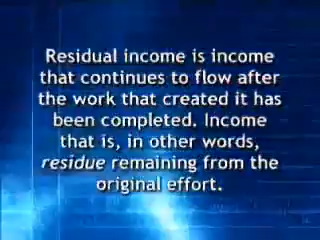 Residual income is income
that continues to flow after
the work that created it has
been completed. Income
that is, in other words,
residue remaining from the
original effort.